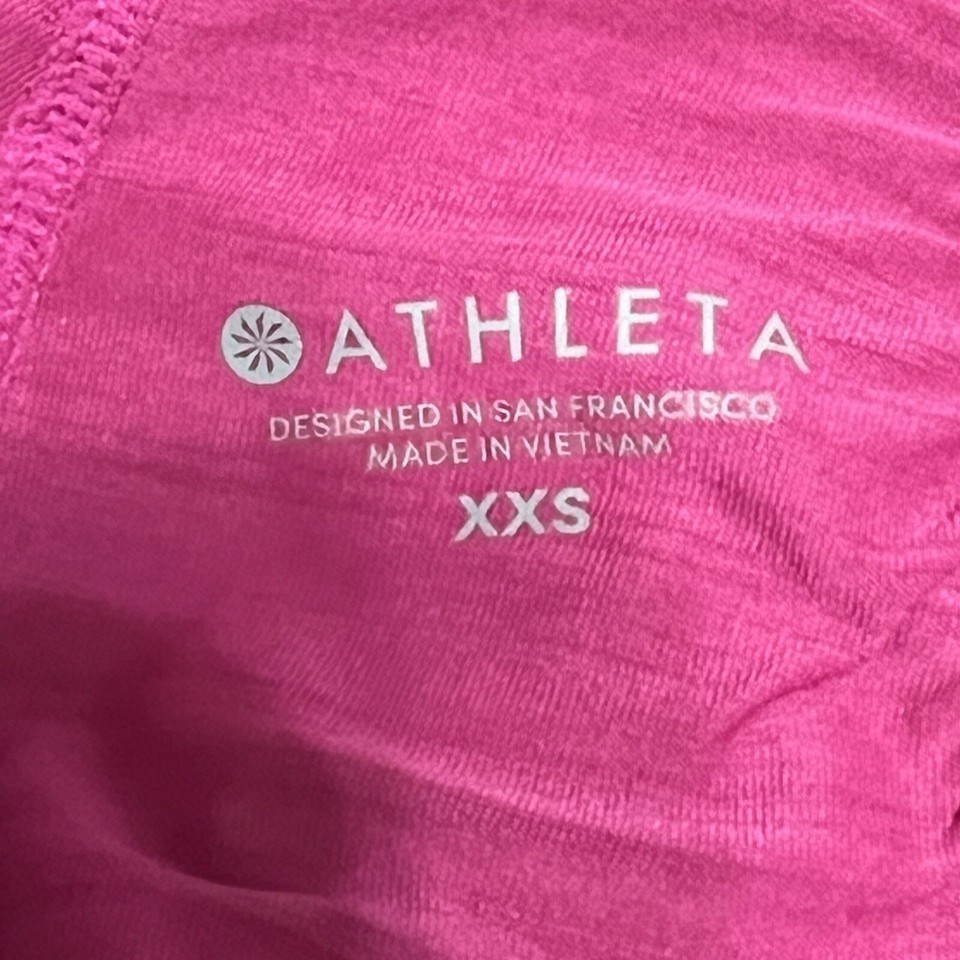 ATHLETA
DESIGNED IN SAN FRANCISCO
MADE IN VIETNAM
XXS